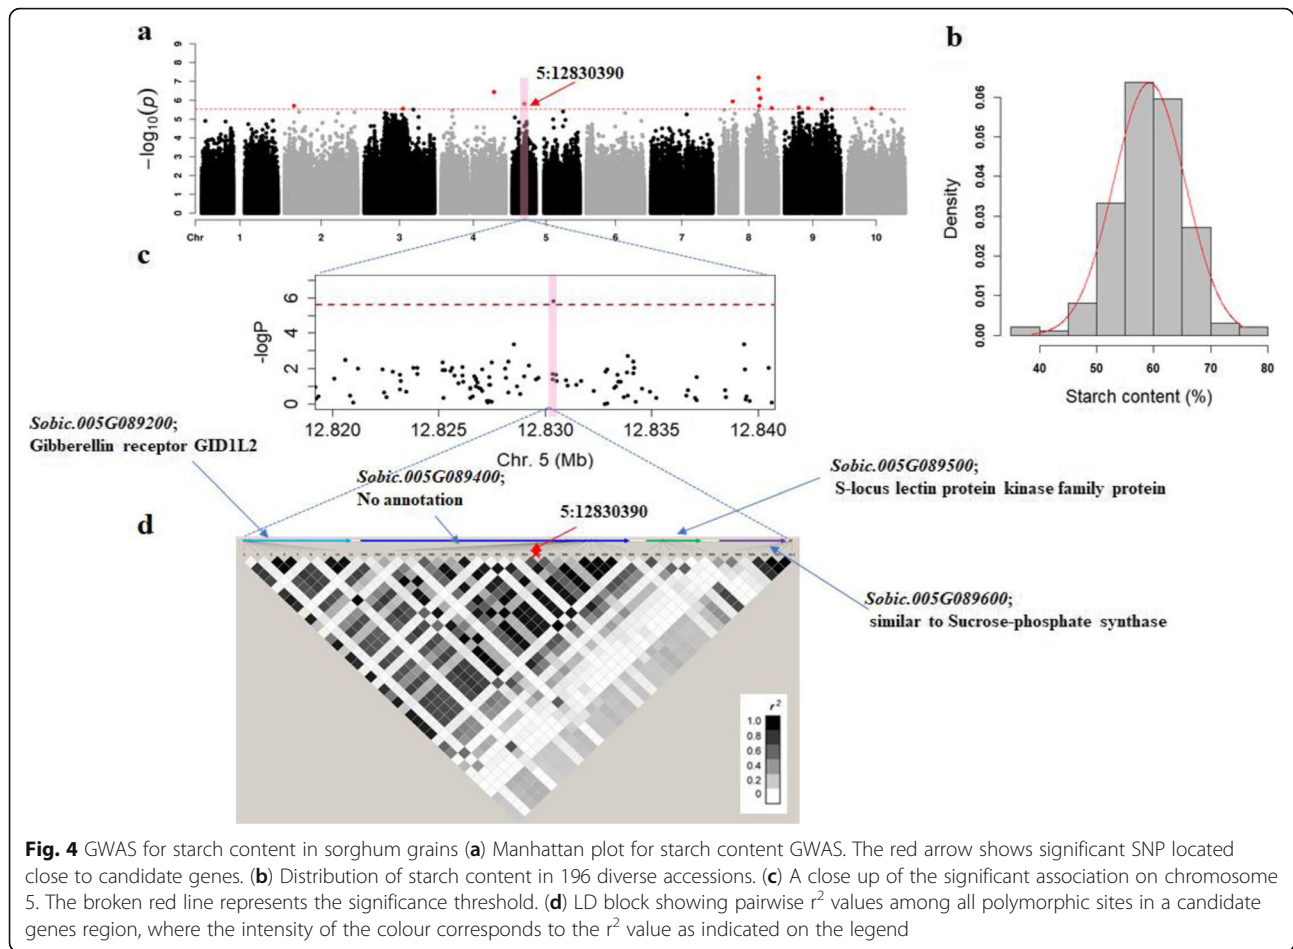 a
9
8
7
6
5
4
3
2
1
0
−log10(p)
5:12830390
Chr 1 2 3 4 5 6 7 8 9 10
b
0.06
0.05
0.04
0.03
0.02
0.01
0.00
Density
40 50 60 70 80
Starch content (%)
c
6
4
2
0
-logP
12.820 12.825 12.830 12.835 12.840
Chr. 5 (Mb)
Sobic.005G089200;
Gibberellin receptor GID1L2
Sobic.005G089400;
No annotation
Sobic.005G089500;
S-locus lectin protein kinase family protein
d
5:12830390
Sobic.005G089600;
similar to Sucrose-phosphate synthase
r²
1.0
0.8
0.6
0.4
0.2
0
Fig. 4 GWAS for starch content in sorghum grains (a) Manhattan plot for starch content GWAS. The red arrow shows significant SNP located
close to candidate genes. (b) Distribution of starch content in 196 diverse accessions. (c) A close up of the significant association on chromosome
5. The broken red line represents the significance threshold. (d) LD block showing pairwise r² values among all polymorphic sites in a candidate
genes region, where the intensity of the colour corresponds to the r² value as indicated on the legend